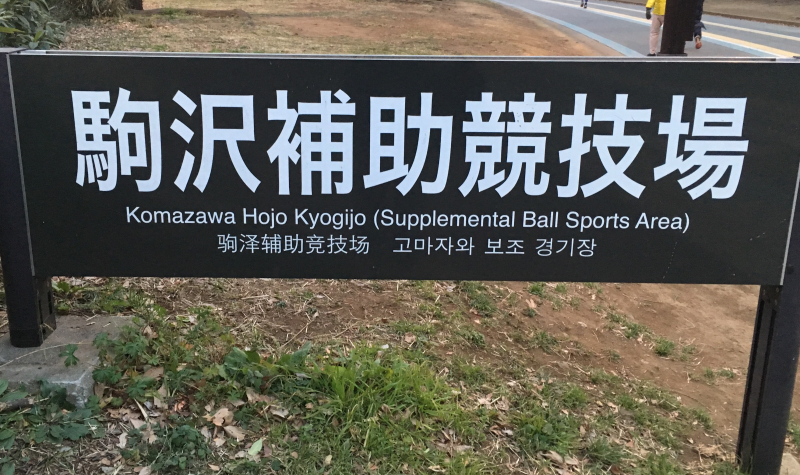 駒沢補助競技場
Komazawa Hojo Kyogijo (Supplemental Ball Sports Area)
驹泽辅助竞技场 고마자와 보조 경기장